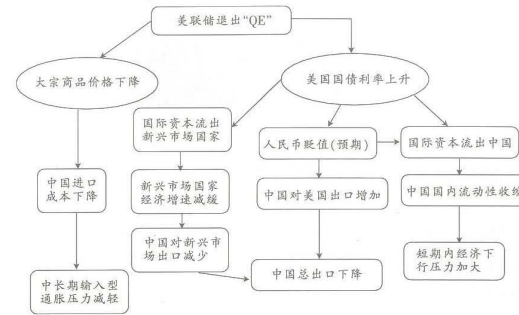 美联储退出“QE”
大宗商品价格下降
美国国债利率上升
国际资本流出
新兴市场国家
人民币贬值(预期)
国际资本流出中国
中国进口
成本下降
新兴市场国家
经济增速减缓
中国对美国出口增加
中国国内流动性收缩
中国对新兴市
场出口减少
短期内经济下
行压力加大
中长期输入型
通胀压力减轻
中国总出口下降